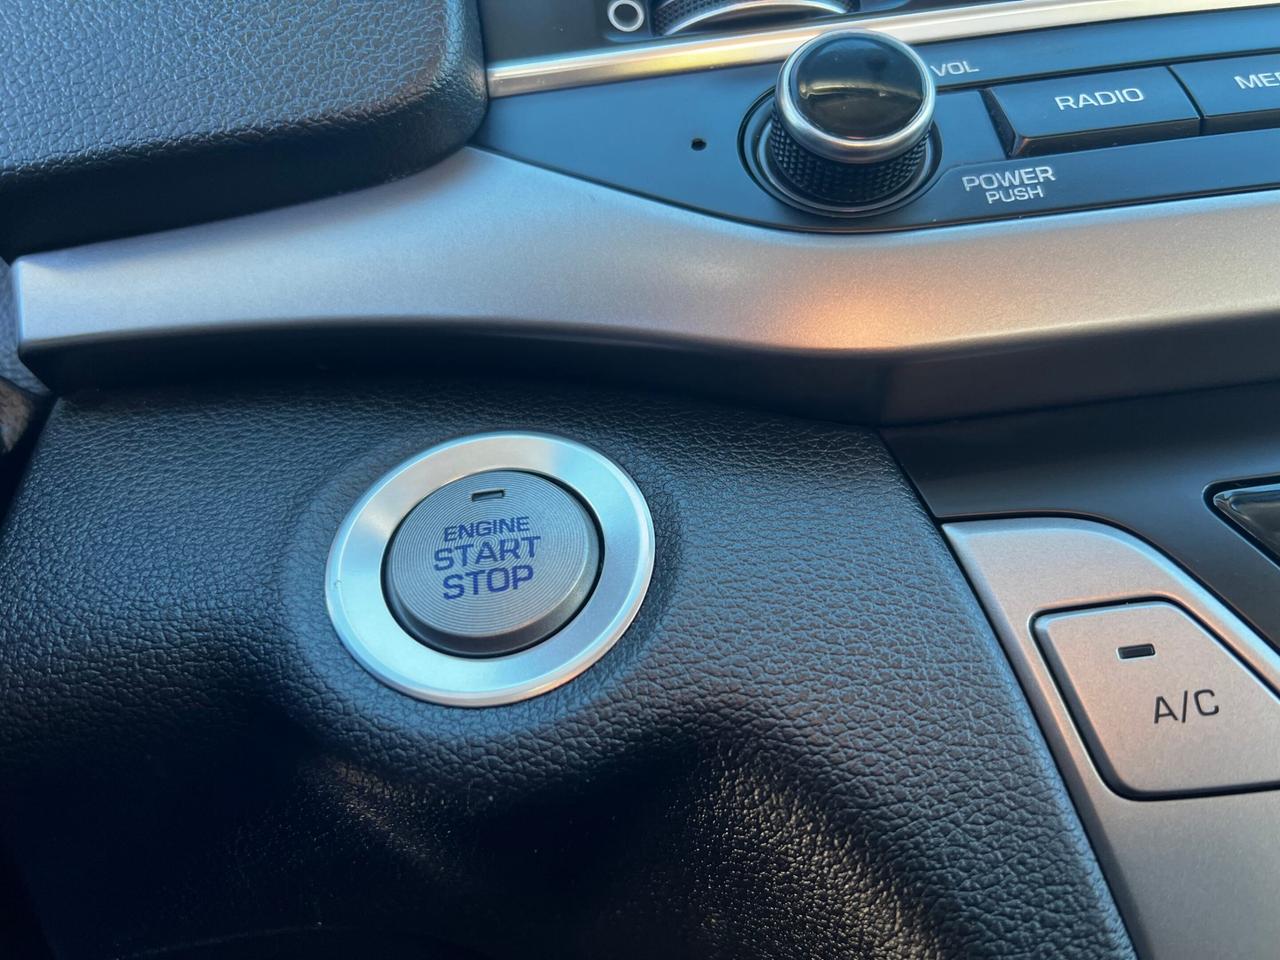 VOL
RADIO
POWER
PUSH
ENGINE
START
STOP
A/C